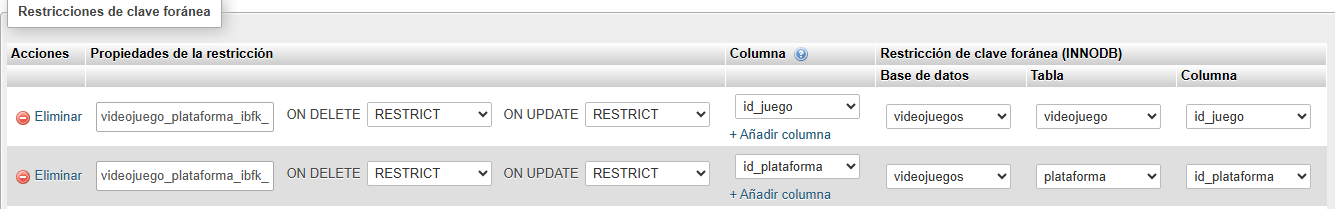 Restricciones de clave foránea
Acciones Propiedades de la restricción Columna Restricción de clave foránea (INNODB)
Base de datos Tabla Columna
Eliminar videojuego_plataforma_ibfk_ ON DELETE RESTRICT ON UPDATE RESTRICT id_juego videojuegos videojuego id_juego
+ Añadir columna
Eliminar videojuego_plataforma_ibfk_ ON DELETE RESTRICT ON UPDATE RESTRICT id_plataforma videojuegos plataforma id_plataforma
+ Añadir columna